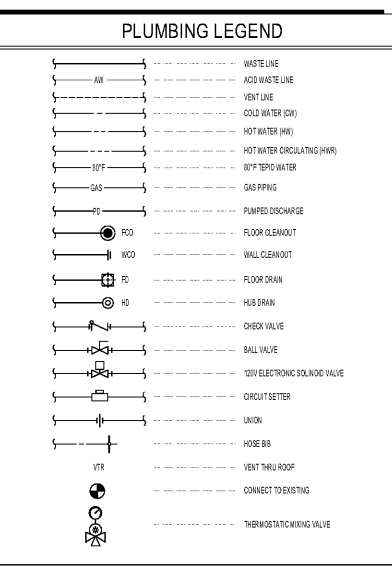 PLUMBING LEGEND
WASTE LINE
AW ACID WASTE LINE
VENT LINE
COLD WATER (CW)
HOT WATER (HW)
HOT WATER CIRCULATING (HWR)
80°F 80°F TEPID WATER
GAS GAS PIPING
PD PUMPED DISCHARGE
FCO FLOOR CLEANOUT
WCO WALL CLEANOUT
FD FLOOR DRAIN
HD HUB DRAIN
CHECK VALVE
BALL VALVE
120V ELECTRONIC SOLINOID VALVE
CIRCUIT SETTER
UNION
HOSE BIB
VTR VENT THRU ROOF
CONNECT TO EXISTING
THERMOSTATIC MIXING VALVE